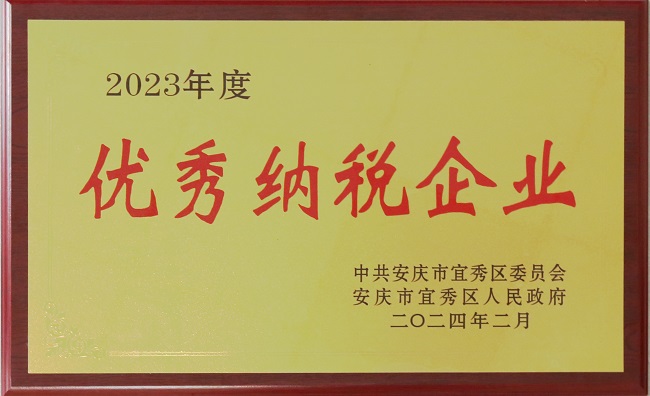 2023年度
优秀纳税企业
中共安庆市宜秀区委员会
安庆市宜秀区人民政府
二〇二四年二月